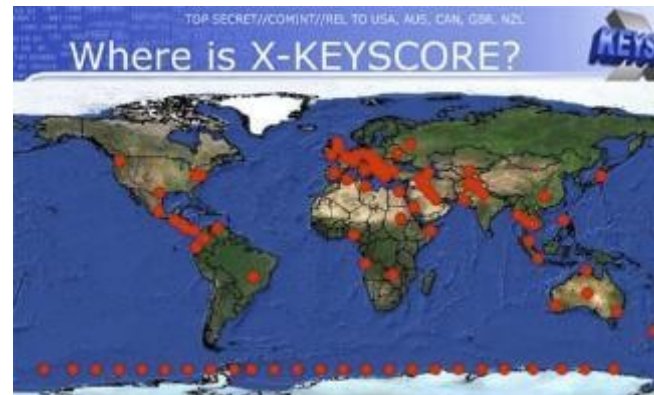 TOP SECRET//COMINT//REL TO USA, AUS, CAN, GBR, NZL
Where is X-KEYSCORE?